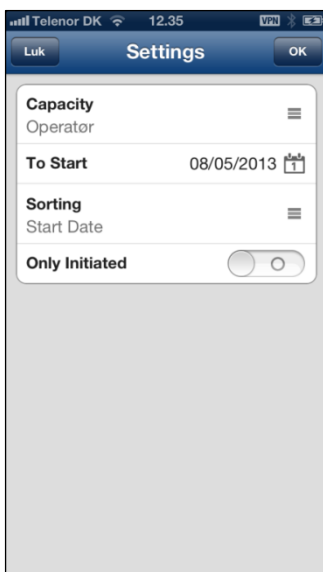 Telenor DK 12.35 VPN
Luk Settings OK
Capacity
Operatør
To Start 08/05/2013 1
Sorting
Start Date
Only Initiated